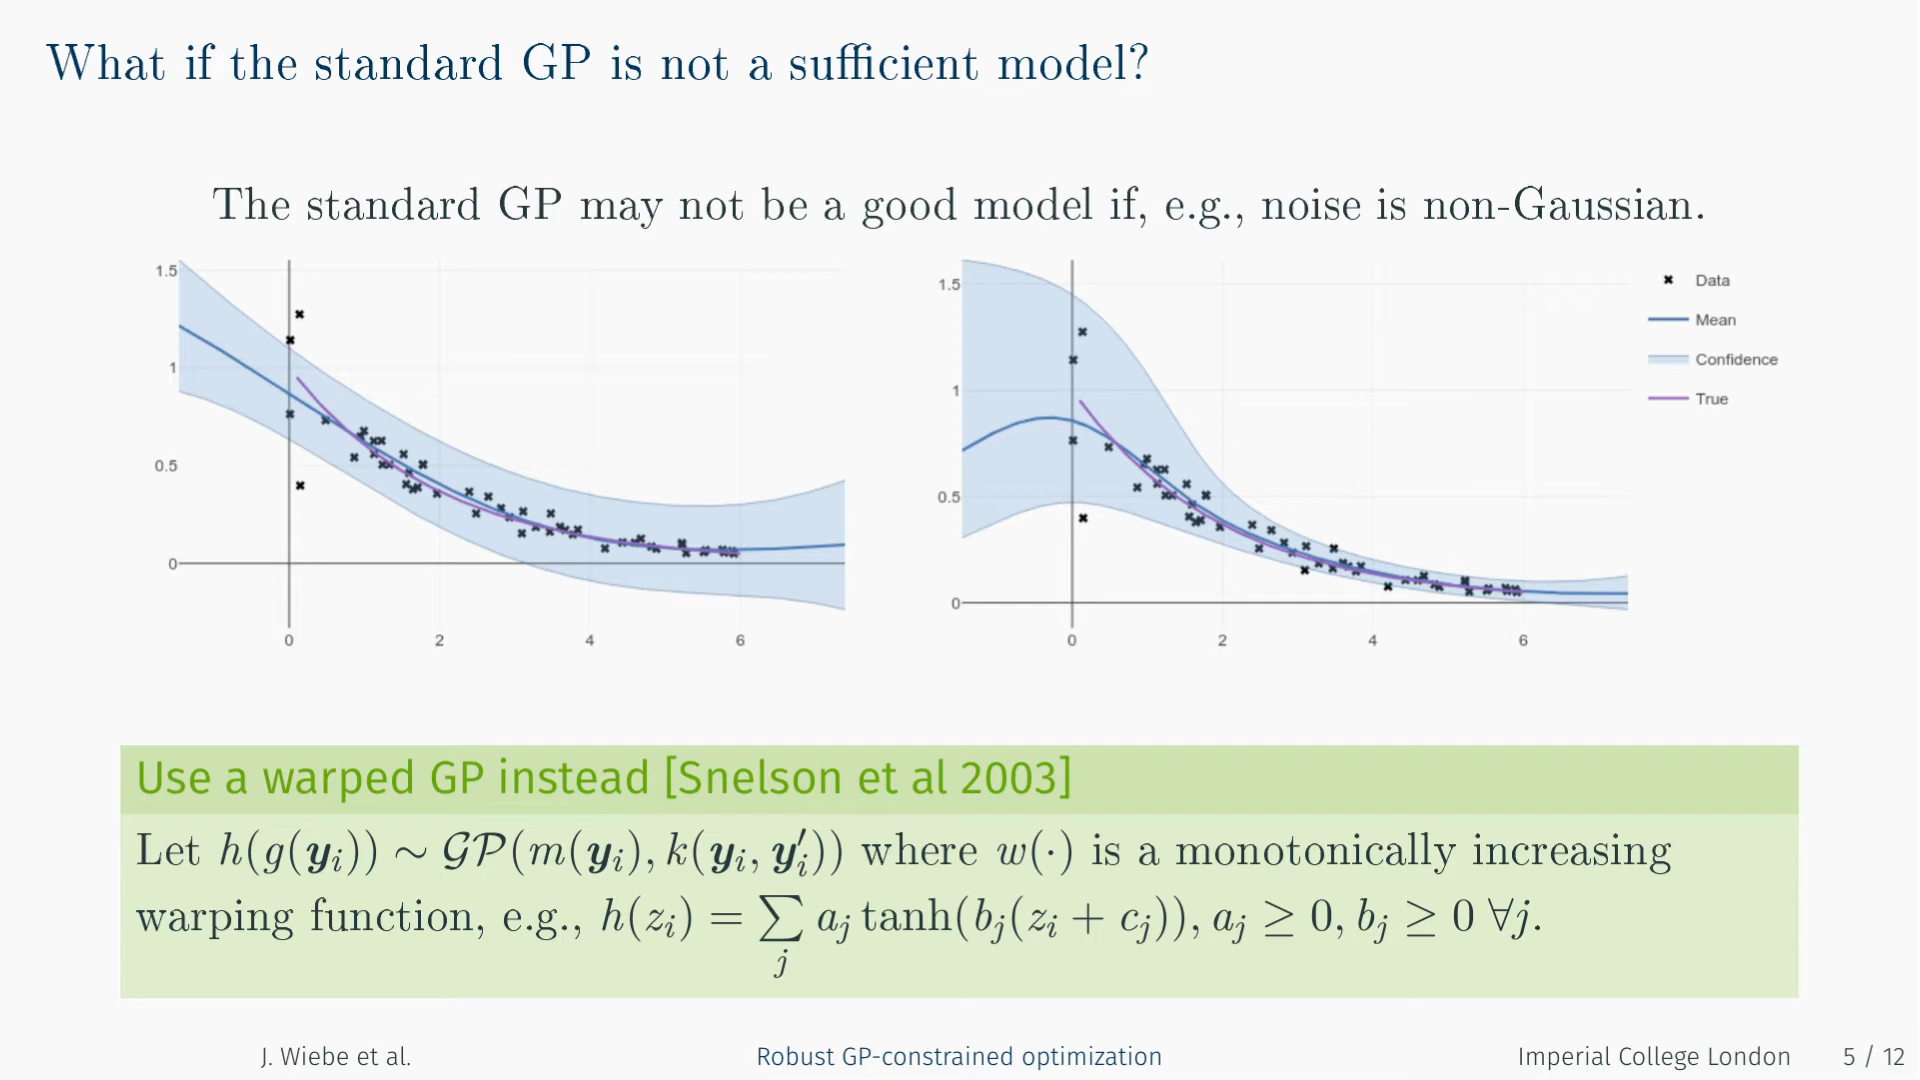 What if the standard GP is not a sufficient model?
The standard GP may not be a good model if, e.g., noise is non-Gaussian.
1.5
1
0.5
0
0 2 4 6
1.5
1
0.5
0
0 2 4 6
Data
Mean
Confidence
True
Use a warped GP instead [Snelson et al 2003]
Let h(g(𝒚ᵢ)) ∼ 𝒢𝒫(m(𝒚ᵢ), k(𝒚ᵢ, 𝒚′ᵢ)) where w(·) is a monotonically increasing
warping function, e.g., h(zᵢ) = ∑ⱼ aⱼ tanh(bⱼ(zᵢ + cⱼ)), aⱼ ≥ 0, bⱼ ≥ 0 ∀j.
J. Wiebe et al. Robust GP-constrained optimization Imperial College London 5 / 12